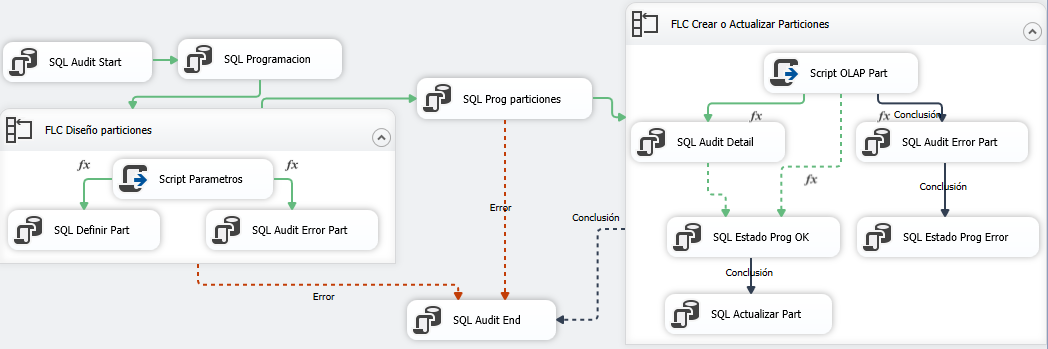 FLC Crear o Actualizar Particiones
SQL Audit Start
SQL Programacion
Script OLAP Part
SQL Prog particiones
fx
fx
Conclusión
FLC Diseño particiones
SQL Audit Detail
SQL Audit Error Part
fx
fx
Script Parametros
fx
Conclusión
Error
Conclusión
SQL Definir Part
SQL Audit Error Part
SQL Estado Prog OK
SQL Estado Prog Error
Conclusión
Error
SQL Audit End
SQL Actualizar Part